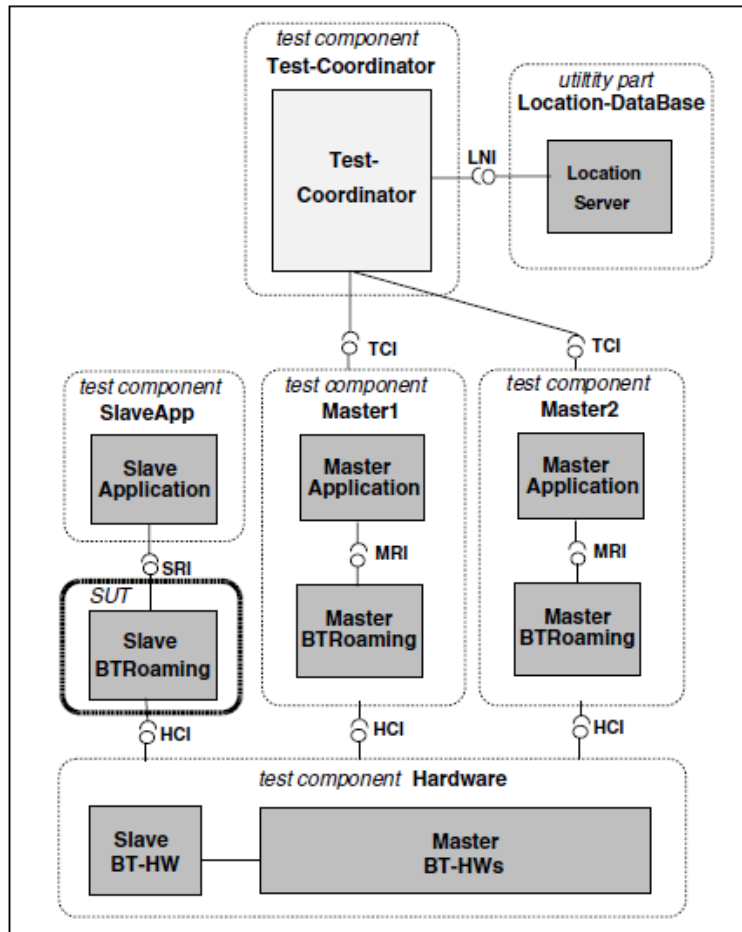 test component
Test-Coordinator
utiltity part
Location-DataBase
Test-
Coordinator
LNI
Location
Server
TCI
TCI
test component
SlaveApp
test component
Master1
test component
Master2
Slave
Application
Master
Application
Master
Application
SRI
MRI
MRI
SUT
Slave
BTRoaming
Master
BTRoaming
Master
BTRoaming
HCI
HCI
HCI
test component Hardware
Slave
BT-HW
Master
BT-HWs